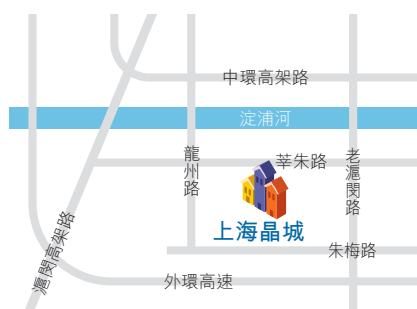 中環高架路
淀浦河
莘朱路
龍州路
老滬閔路
上海晶城
朱梅路
滬閔高架路
外環高速